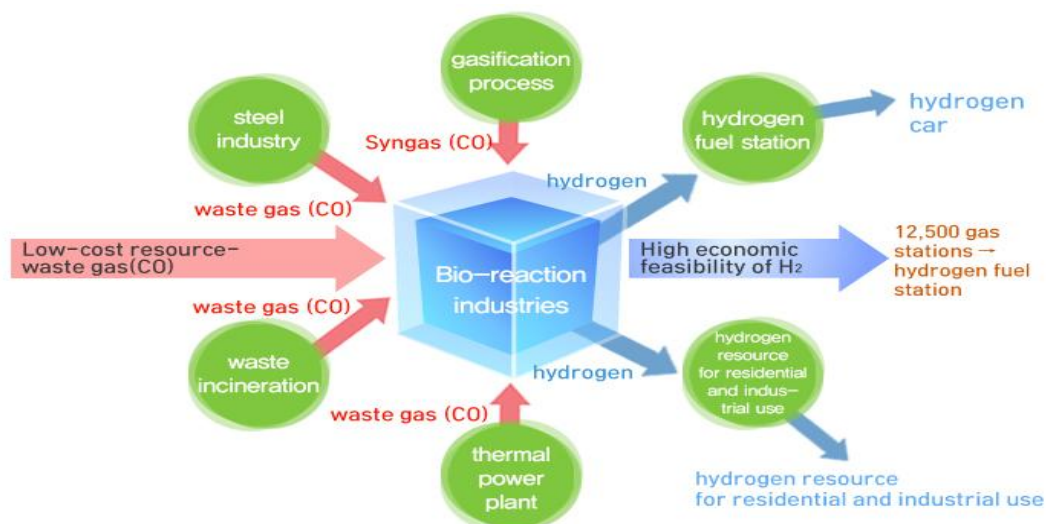 gasification
process
steel
industry
hydrogen
fuel station
hydrogen
car
Syngas (CO)
hydrogen
waste gas (CO)
Low-cost resource-
waste gas(CO)
Bio-reaction
industries
High economic
feasibility of H₂
12,500 gas
stations →
hydrogen fuel
station
waste gas (CO)
waste
incineration
hydrogen
hydrogen
resource
for residential
and indus-
trial use
waste gas (CO)
thermal
power
plant
hydrogen resource
for residential and industrial use